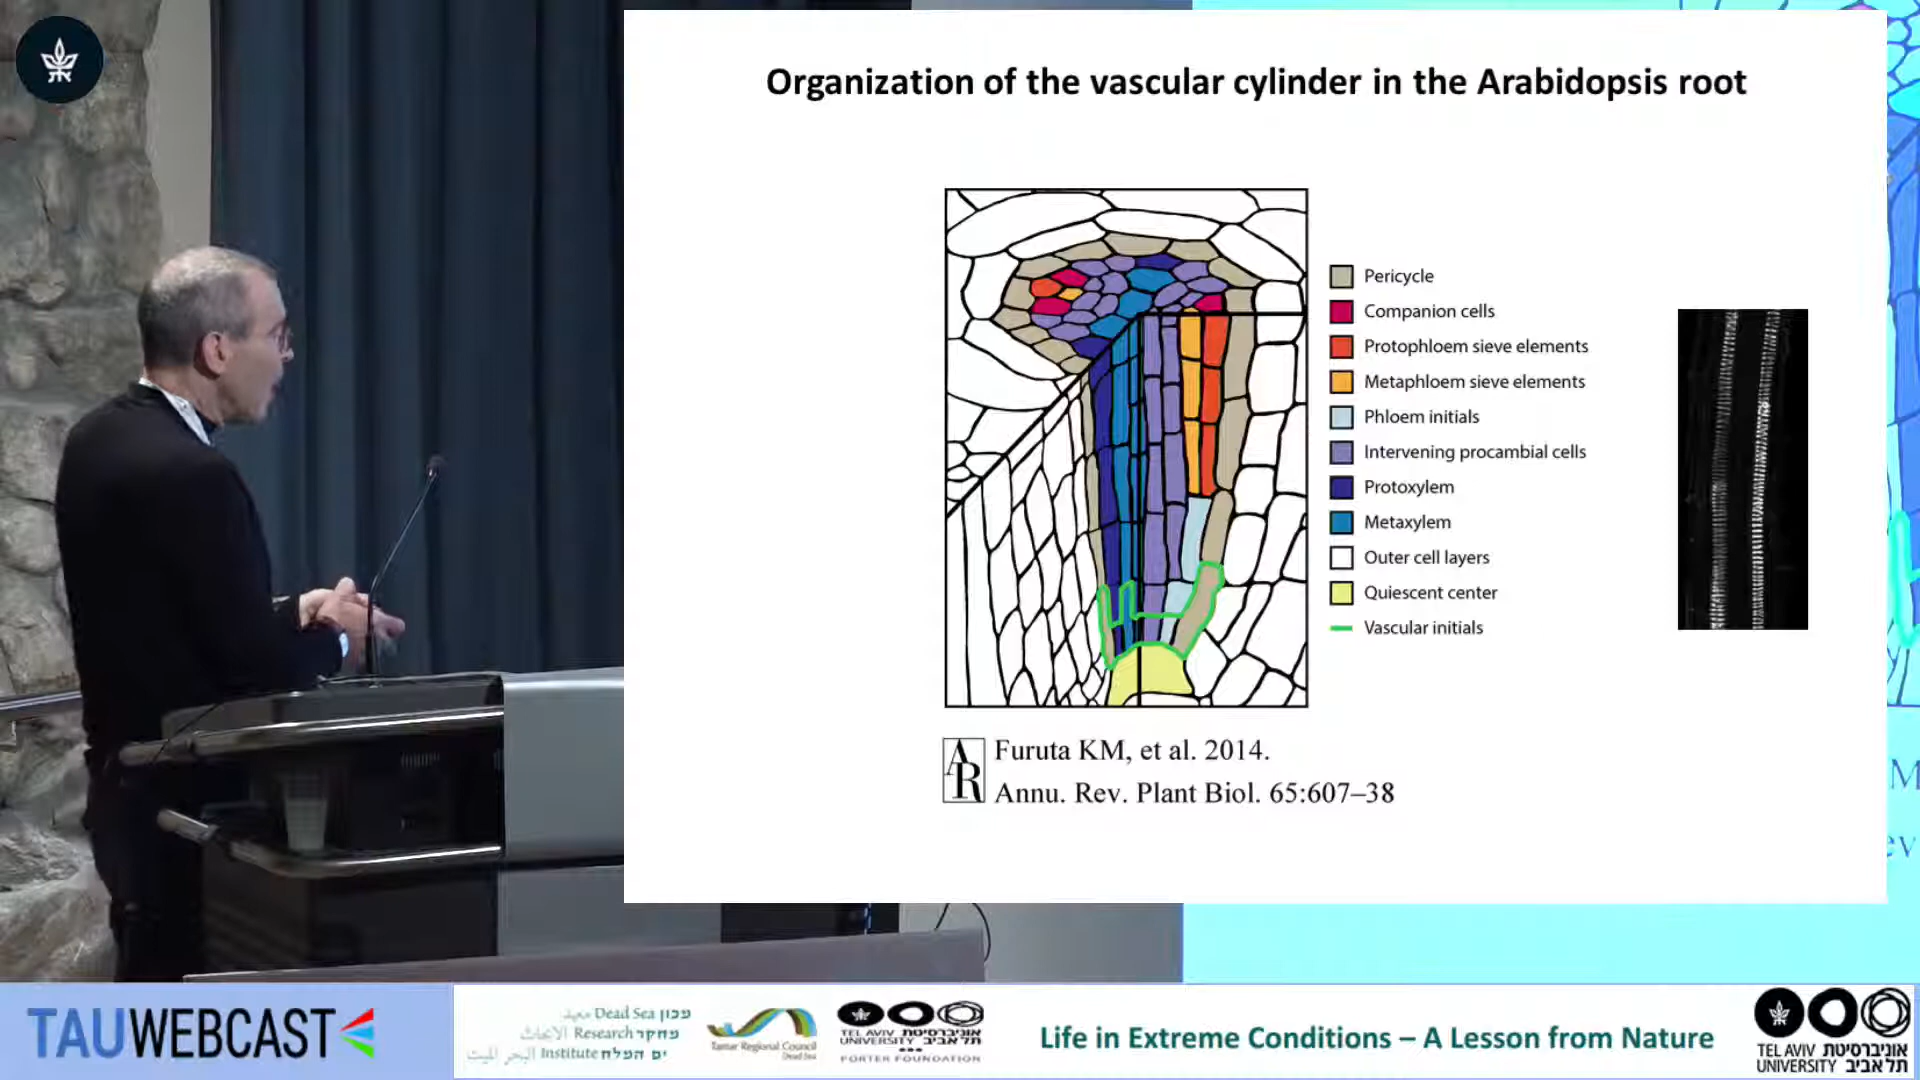 Organization of the vascular cylinder in the Arabidopsis root
Pericycle
Companion cells
Protophloem sieve elements
Metaphloem sieve elements
Phloem initials
Intervening procambial cells
Protoxylem
Metaxylem
Outer cell layers
Quiescent center
Vascular initials
AR
Furuta KM, et al. 2014.
Annu. Rev. Plant Biol. 65:607–38
TAUWEBCAST
Dead Sea מכון
Research מחקר
Institute ים המלח
Tamar Regional Council
Dead Sea
TEL AVIV אוניברסיטת
UNIVERSITY תל אביב
PORTER FOUNDATION
Life in Extreme Conditions – A Lesson from Nature
TEL AVIV אוניברסיטת
UNIVERSITY תל אביב